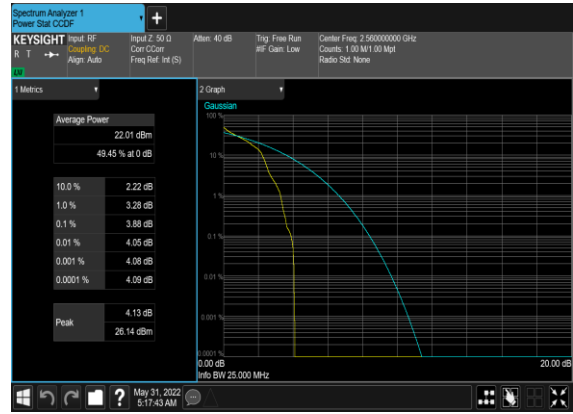 Spectrum Analyzer 1
Power Stat CCDF
+
KEYSIGHT
R T
LXI
Input: RF
Coupling: DC
Align: Auto
Input Z: 50 Ω
Corr CCorr
Freq Ref: Int (S)
Atten: 40 dB
Trig: Free Run
#IF Gain: Low
Center Freq: 2.560000000 GHz
Counts: 1.00 M/1.00 Mpt
Radio Std: None
1 Metrics
Average Power
22.01 dBm
49.45 % at 0 dB
10.0 % 2.22 dB
1.0 % 3.28 dB
0.1 % 3.88 dB
0.01 % 4.05 dB
0.001 % 4.08 dB
0.0001 % 4.09 dB
Peak
4.13 dB
26.14 dBm
2 Graph
Gaussian
100 %
10 %
1 %
0.1 %
0.01 %
0.001 %
0.0001 %
0.00 dB
20.00 dB
Info BW 25.000 MHz
?
May 31, 2022
5:17:43 AM